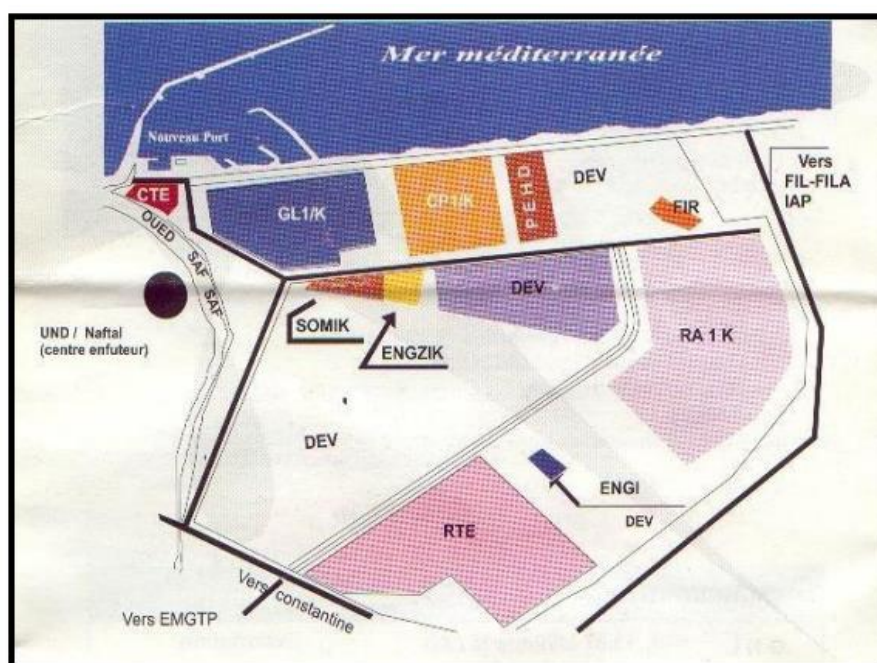 Mer méditerranée
Nouveau Port
Vers
FIL-FILA
IAP
CTE
GL1/K
CP1/K
PEHD
DEV
FIR
OUED SAF SAF
DEV
RA 1 K
UND / Naftal
(centre enfuteur)
SOMIK
ENGZIK
DEV
ENGI
DEV
RTE
Vers constantine
Vers EMGTP